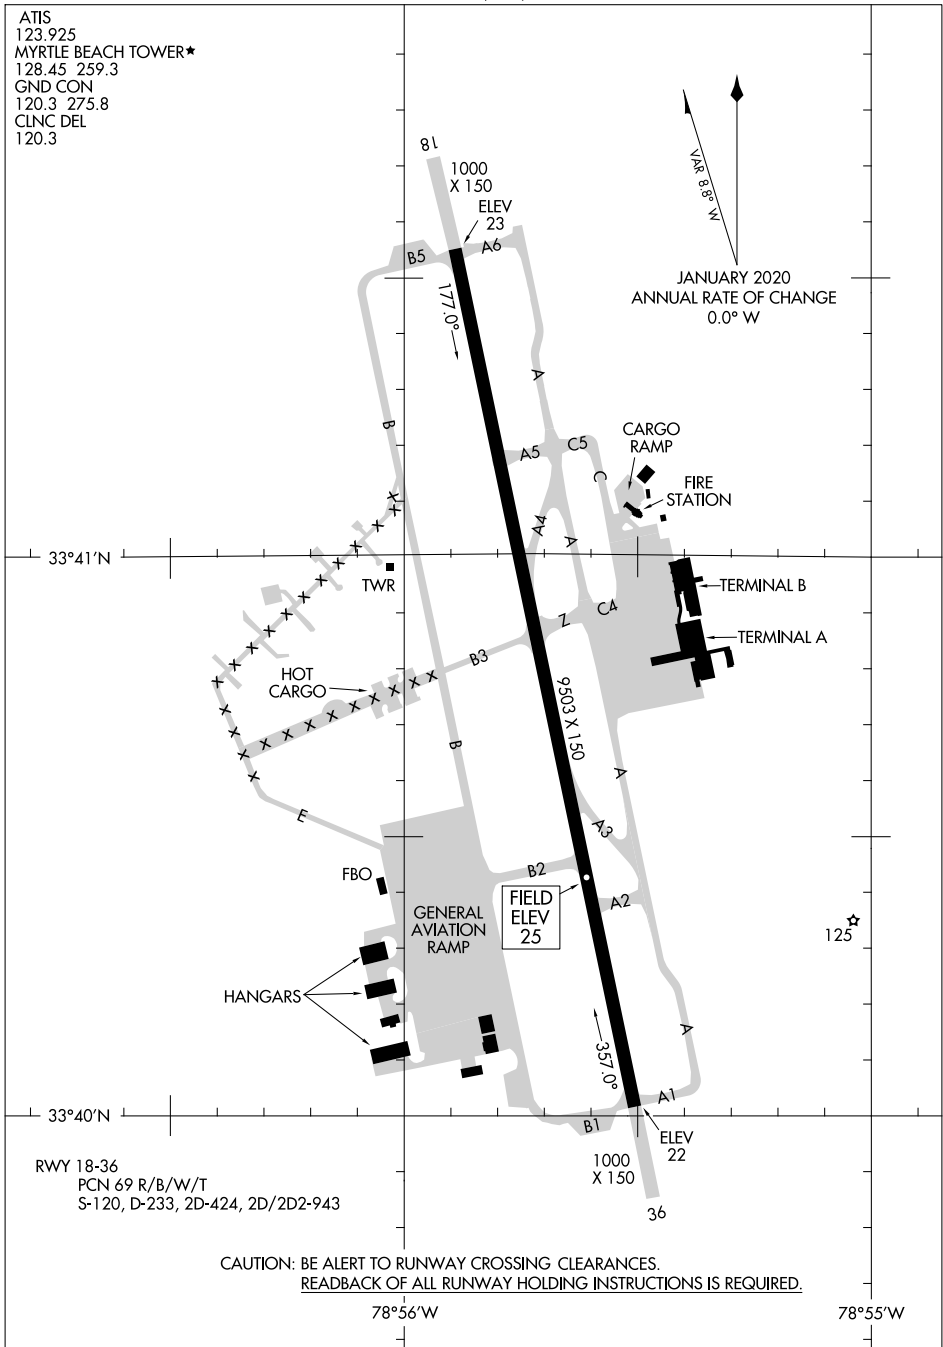 ATIS
123.925
MYRTLE BEACH TOWER★
128.45 259.3
GND CON
120.3 275.8
CLNC DEL
120.3
18
1000
X 150
ELEV
23
A6
B5
177.0°
VAR 8.8° W
JANUARY 2020
ANNUAL RATE OF CHANGE
0.0° W
A
B
A5
C5
C
CARGO
RAMP
FIRE
STATION
A4
A
33°41'N
TWR
TERMINAL B
C4
Z
TERMINAL A
B3
HOT
CARGO
9503 X 150
B
A
E
A3
B2
FBO
A2
FIELD
ELEV
25
GENERAL
AVIATION
RAMP
125
HANGARS
A
357.0°
33°40'N
A1
B1
ELEV
22
1000
X 150
36
RWY 18-36
PCN 69 R/B/W/T
S-120, D-233, 2D-424, 2D/2D2-943
CAUTION: BE ALERT TO RUNWAY CROSSING CLEARANCES.
READBACK OF ALL RUNWAY HOLDING INSTRUCTIONS IS REQUIRED.
78°56'W
78°55'W